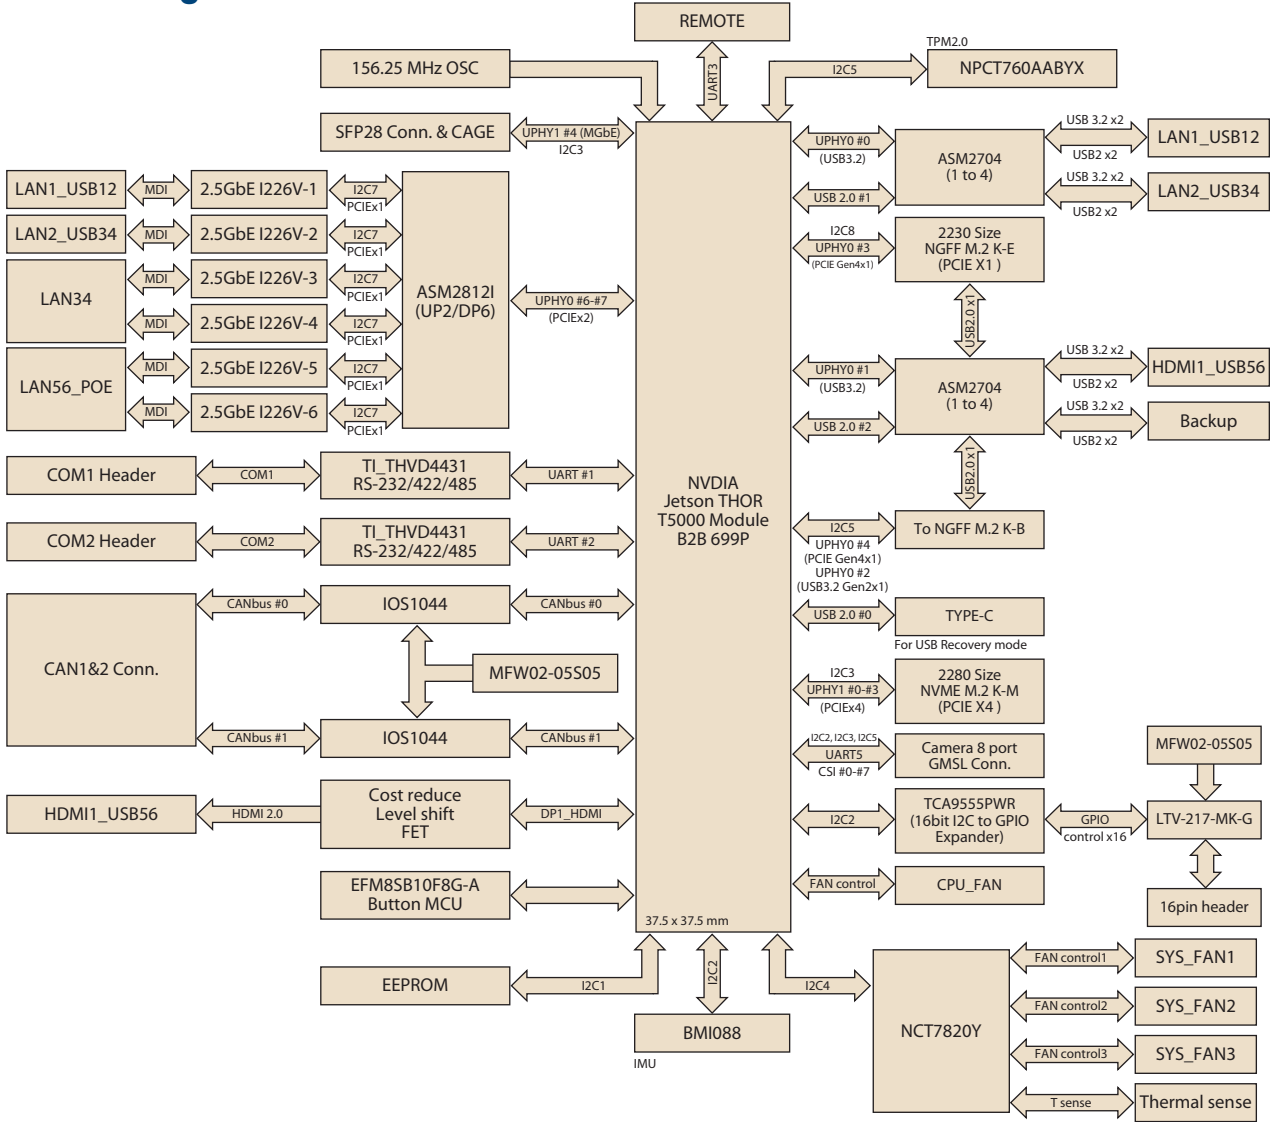 REMOTE
UART3
156.25 MHz OSC
TPM2.0
NPCT760AABYX
I2C5
SFP28 Conn. & CAGE
UPHY1 #4 (MGbE)
I2C3
LAN1_USB12
MDI
2.5GbE I226V-1
I2C7
PCIEx1
LAN2_USB34
MDI
2.5GbE I226V-2
I2C7
PCIEx1
LAN34
MDI
2.5GbE I226V-3
I2C7
PCIEx1
MDI
2.5GbE I226V-4
I2C7
PCIEx1
LAN56_POE
MDI
2.5GbE I226V-5
I2C7
PCIEx1
MDI
2.5GbE I226V-6
I2C7
PCIEx1
ASM2812I
(UP2/DP6)
UPHY0 #6-#7
(PCIEx2)
COM1 Header
COM1
TI_THVD4431
RS-232/422/485
UART #1
COM2 Header
COM2
TI_THVD4431
RS-232/422/485
UART #2
CAN1&2 Conn.
CANbus #0
IOS1044
CANbus #0
MFW02-05S05
CANbus #1
IOS1044
CANbus #1
HDMI1_USB56
HDMI 2.0
Cost reduce
Level shift
FET
DP1_HDMI
EFM8SB10F8G-A
Button MCU
EEPROM
I2C1
NVDIA
Jetson THOR
T5000 Module
B2B 699P
37.5 x 37.5 mm
I2C2
BMI088
IMU
UPHY0 #0
(USB3.2)
USB 2.0 #1
ASM2704
(1 to 4)
USB 3.2 x2
USB2 x2
LAN1_USB12
USB 3.2 x2
USB2 x2
LAN2_USB34
I2C8
UPHY0 #3
(PCIE Gen4x1)
2230 Size
NGFF M.2 K-E
(PCIE X1 )
USB2.0 x1
UPHY0 #1
(USB3.2)
USB 2.0 #2
ASM2704
(1 to 4)
USB 3.2 x2
USB2 x2
HDMI1_USB56
USB 3.2 x2
USB2 x2
Backup
USB2.0 x1
I2C5
UPHY0 #4
(PCIE Gen4x1)
UPHY0 #2
(USB3.2 Gen2x1)
To NGFF M.2 K-B
USB 2.0 #0
TYPE-C
For USB Recovery mode
I2C3
UPHY1 #0-#3
(PCIEx4)
2280 Size
NVME M.2 K-M
(PCIE X4 )
I2C2, I2C3, I2C5
UART5
CSI #0-#7
Camera 8 port
GMSL Conn.
I2C2
TCA9555PWR
(16bit I2C to GPIO
Expander)
GPIO
control x16
MFW02-05S05
LTV-217-MK-G
16pin header
FAN control
CPU_FAN
I2C4
NCT7820Y
FAN control1
SYS_FAN1
FAN control2
SYS_FAN2
FAN control3
SYS_FAN3
T sense
Thermal sense